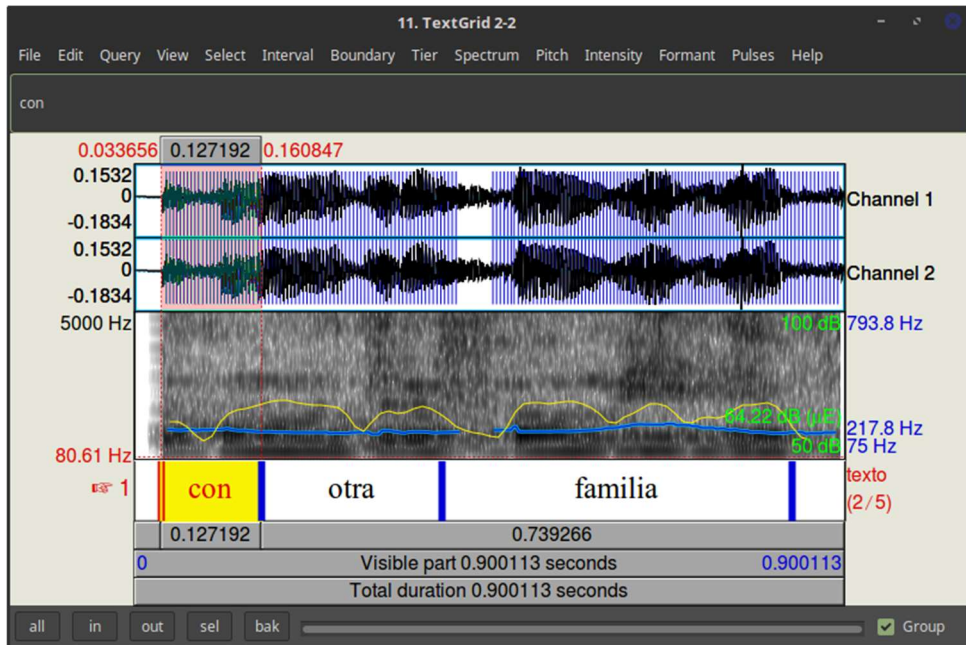 11. TextGrid 2-2
File Edit Query View Select Interval Boundary Tier Spectrum Pitch Intensity Formant Pulses Help
con
0.033656 0.127192 0.160847
0.1532
0
-0.1834
Channel 1
0.1532
0
-0.1834
Channel 2
5000 Hz 100 dB 793.8 Hz
64.22 dB (µE)
217.8 Hz
50 dB 75 Hz
80.61 Hz
☞ 1 con otra familia texto
(2/5)
0.127192 0.739266
0 Visible part 0.900113 seconds 0.900113
Total duration 0.900113 seconds
all in out sel bak Group